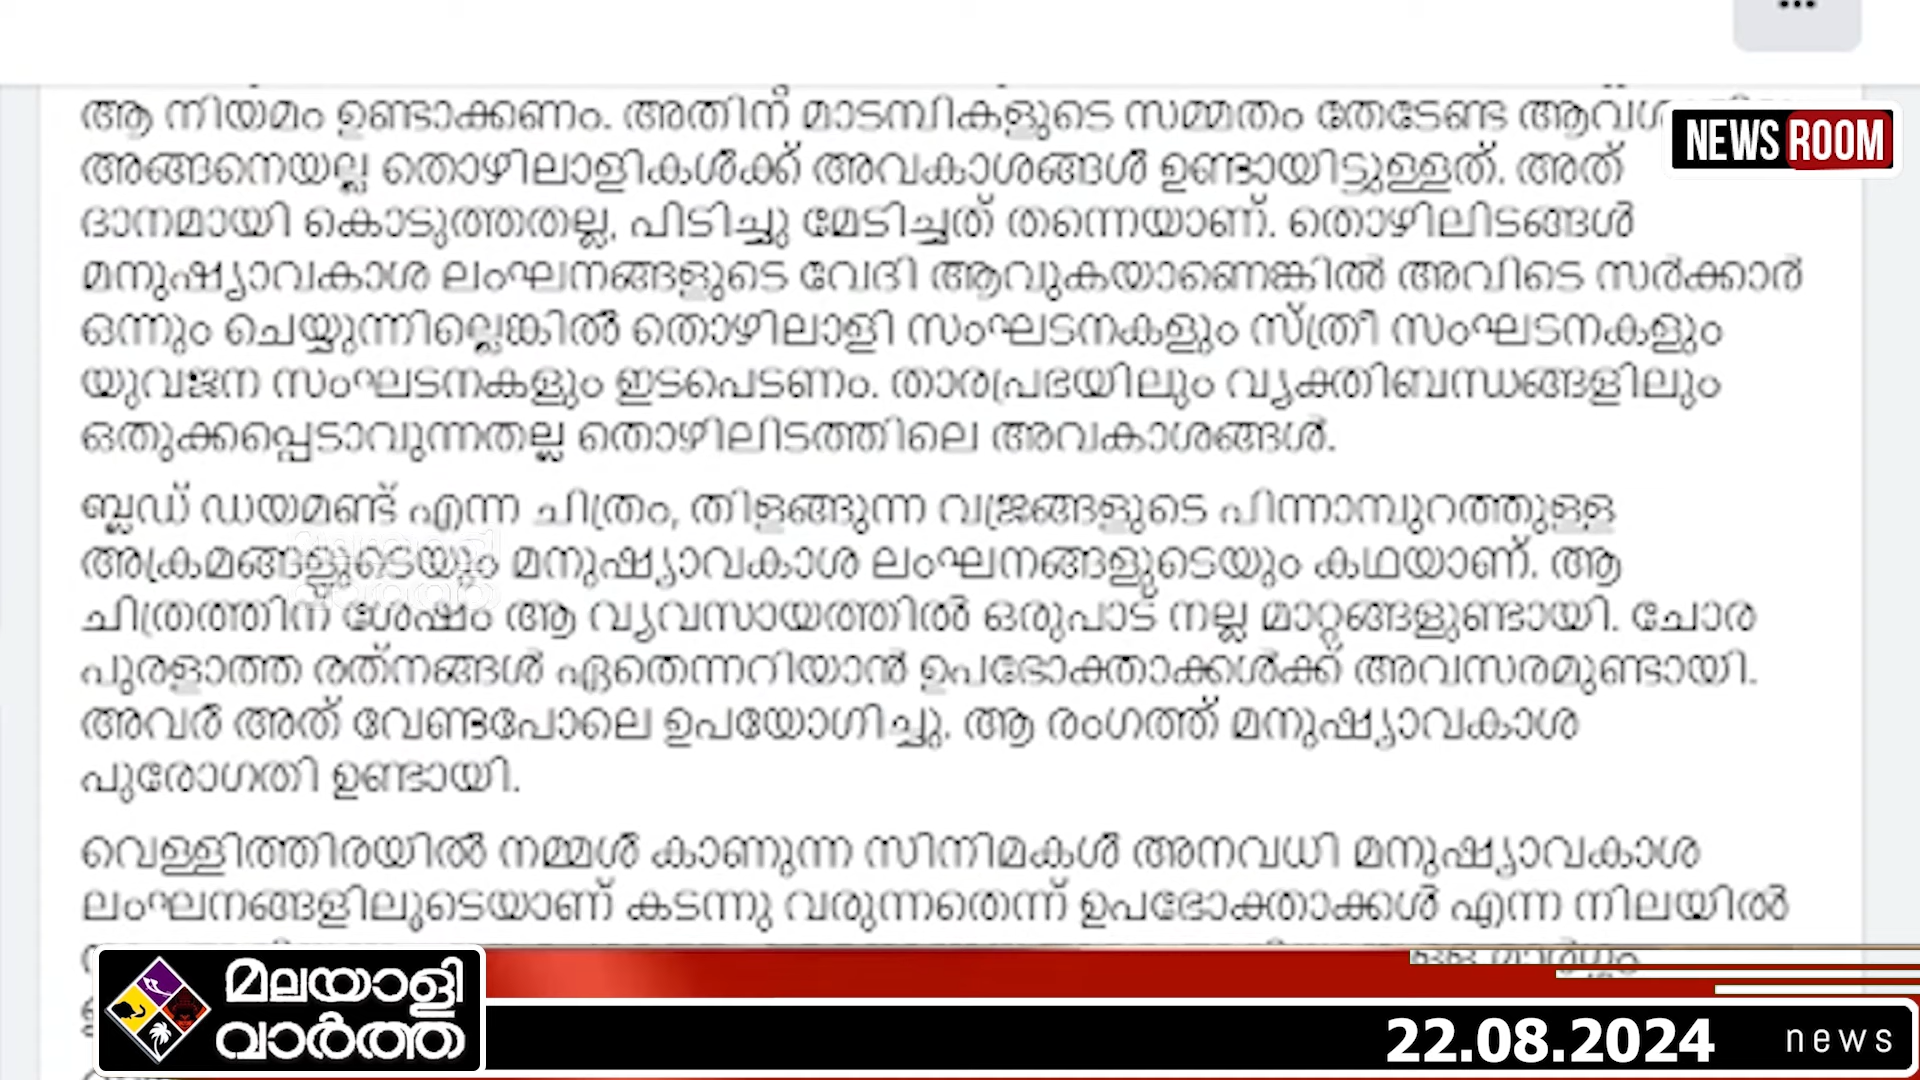 ആ നിയമം ഉണ്ടാക്കണം. അതിന് മാടമ്പികളുടെ സമ്മതം തേടേണ്ട
NEWS ROOM
അങ്ങനെയല്ല തൊഴിലാളികൾക്ക് അവകാശങ്ങൾ ഉണ്ടായിട്ടുള്ളത്. അത്
ദാനമായി കൊടുത്തതല്ല, പിടിച്ചു മേടിച്ചത് തന്നെയാണ്. തൊഴിലിടങ്ങൾ
മനുഷ്യാവകാശ ലംഘനങ്ങളുടെ വേദി ആവുകയാണെങ്കിൽ അവിടെ സർക്കാർ
ഒന്നും ചെയ്യുന്നില്ലെങ്കിൽ തൊഴിലാളി സംഘടനകളും സ്ത്രീ സംഘടനകളും
യുവജന സംഘടനകളും ഇടപെടണം. താരപ്രഭയിലും വ്യക്തിബന്ധങ്ങളിലും
ഒതുക്കപ്പെടാവുന്നതല്ല തൊഴിലിടത്തിലെ അവകാശങ്ങൾ.
ബ്ലഡ് ഡയമണ്ട് എന്ന ചിത്രം, തിളങ്ങുന്ന വജ്രങ്ങളുടെ പിന്നാമ്പുറത്തുള്ള
അക്രമങ്ങളുടെയും മനുഷ്യാവകാശ ലംഘനങ്ങളുടെയും കഥയാണ്. ആ
ചിത്രത്തിന് ശേഷം ആ വ്യവസായത്തിൽ ഒരുപാട് നല്ല മാറ്റങ്ങളുണ്ടായി. ചോര
പുരളാത്ത രത്നങ്ങൾ ഏതെന്നറിയാൻ ഉപഭോക്താക്കൾക്ക് അവസരമുണ്ടായി.
അവർ അത് വേണ്ടപോലെ ഉപയോഗിച്ചു. ആ രംഗത്ത് മനുഷ്യാവകാശ
പുരോഗതി ഉണ്ടായി.
വെള്ളിത്തിരയിൽ നമ്മൾ കാണുന്ന സിനിമകൾ അനവധി മനുഷ്യാവകാശ
ലംഘനങ്ങളിലൂടെയാണ് കടന്നു വരുന്നതെന്ന് ഉപഭോക്താക്കൾ എന്ന നിലയിൽ
മലയാളി
വാർത്ത
22.08.2024 news